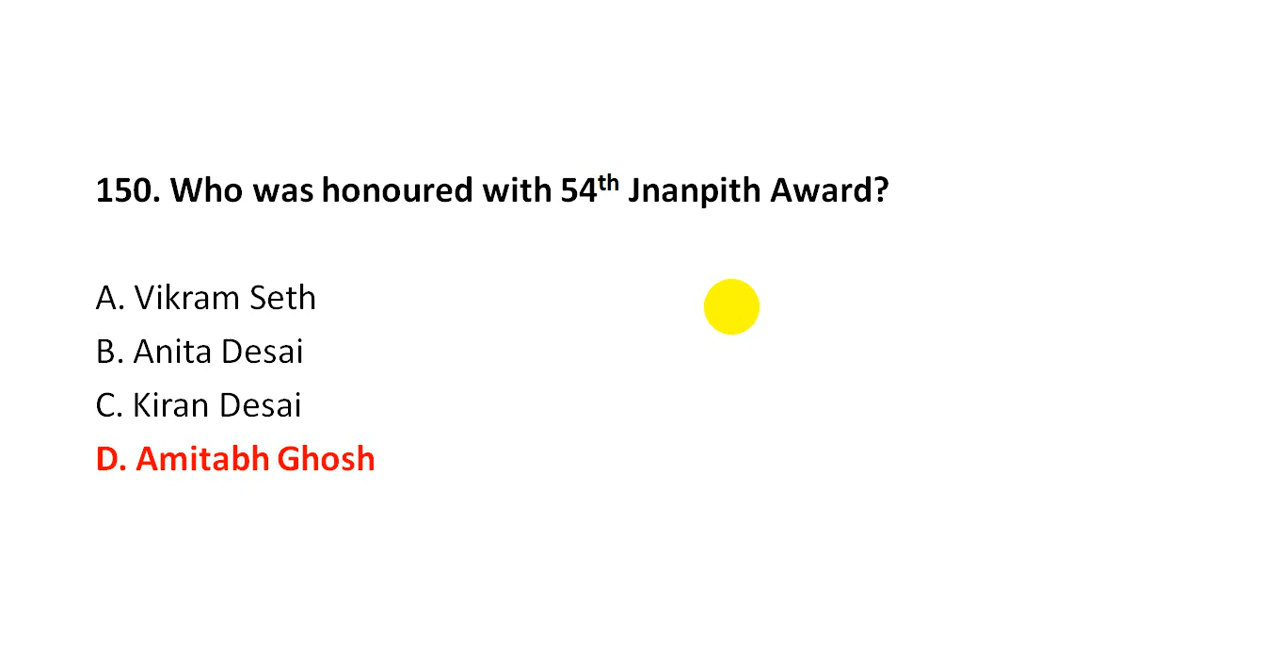 150. Who was honoured with 54th Jnanpith Award?
A. Vikram Seth
B. Anita Desai
C. Kiran Desai
D. Amitabh Ghosh